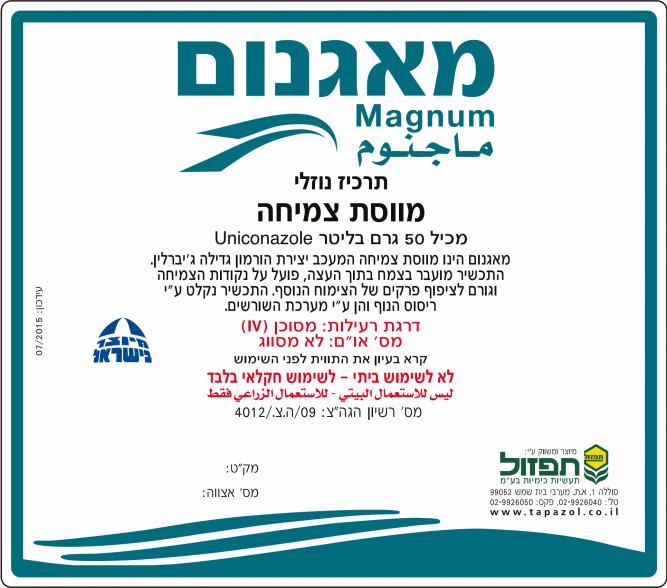 מאגנום
Magnum
ماجنوم
תרכיז נוזלי
מווסת צמיחה
מכיל 50 גרם בליטר Uniconazole
מאגנום הינו מווסת צמיחה המעכב יצירת הורמון גדילה ג׳יברלין.
התכשיר מועבר בצמח בתוך העצה, פועל על נקודות הצמיחה
וגורם לציפוף פרקים של הצימוח הנוסף. התכשיר נקלט ע״י
ריסוס הנוף והן ע״י מערכת השורשים.
דרגת רעילות: מסוכן (IV)
מס׳ או״ם: לא מסווג
קרא בעיון את התווית לפני השימוש
לא לשימוש ביתי – לשימוש חקלאי בלבד
ليس للاستعمال البيتي - للاستعمال الزراعي فقط
מס׳ רשיון הגה״צ: 4012/.ה.צ/09
עידכון: 07/2015
תוצר
בישראל
מק״ט:
מס׳ אצווה:
מיוצר ומשווק ע״י:
תפזול
תפזול
תעשיות כימיות בע״מ
סוללה 1, א.ת. מערבי בית שמש 99052
טל׳: 02-9926040, פקס: 02-9926050
www.tapazol.co.il